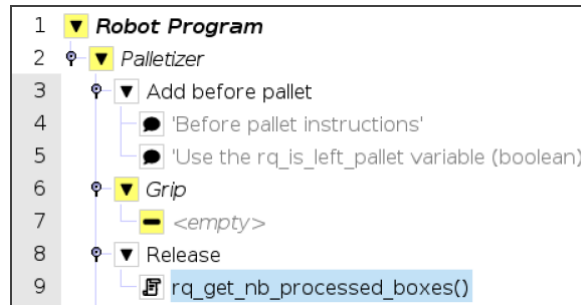 1 Robot Program
2 Palletizer
3 Add before pallet
4 'Before pallet instructions'
5 'Use the rq_is_left_pallet variable (boolean)
6 Grip
7 <empty>
8 Release
9 rq_get_nb_processed_boxes()